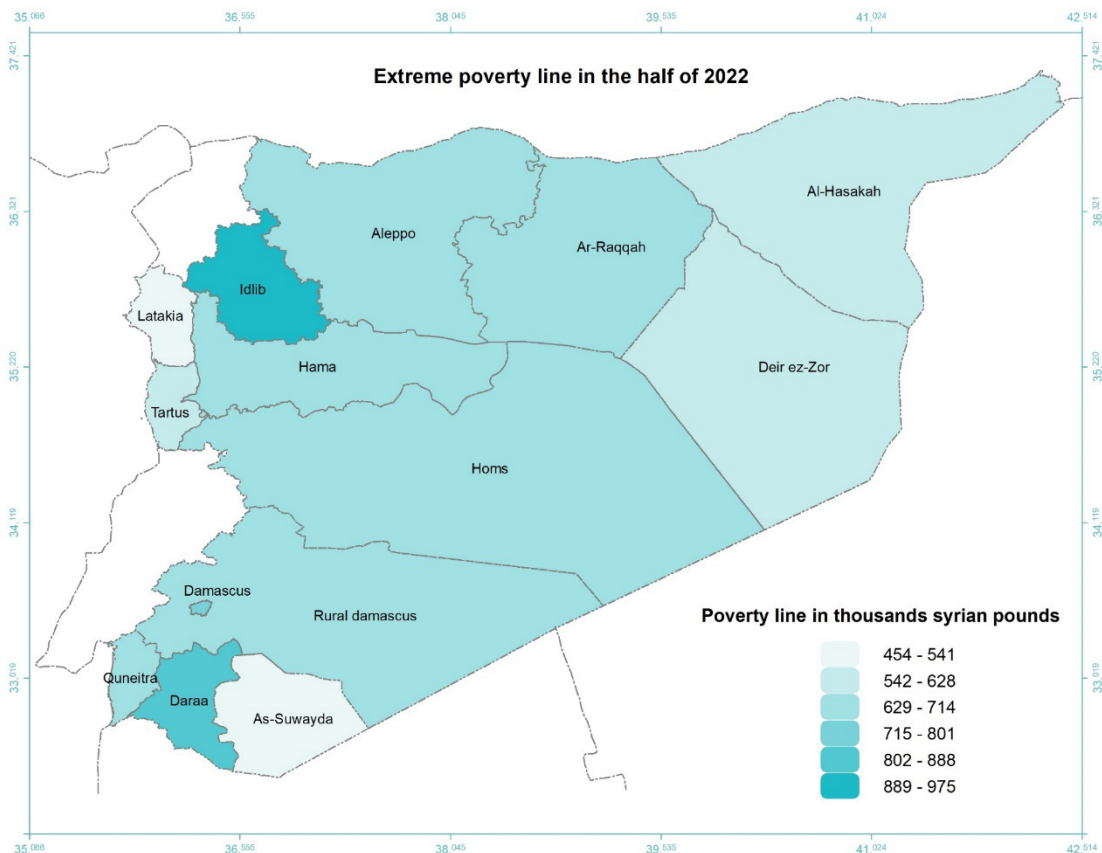 35,066 36,555 38,045 39,535 41,024 42,514
37,421 37,421
Extreme poverty line in the half of 2022
Al-Hasakah
36,321 36,321
Aleppo
Ar-Raqqah
Idlib
Latakia
35,220 35,220
Hama
Deir ez-Zor
Tartus
Homs
34,119 34,119
Damascus
Rural damascus
Poverty line in thousands syrian pounds
454 - 541
Quneitra
33,019 33,019
542 - 628
Daraa
As-Suwayda
629 - 714
715 - 801
802 - 888
889 - 975
35,066 36,555 38,045 39,535 41,024 42,514